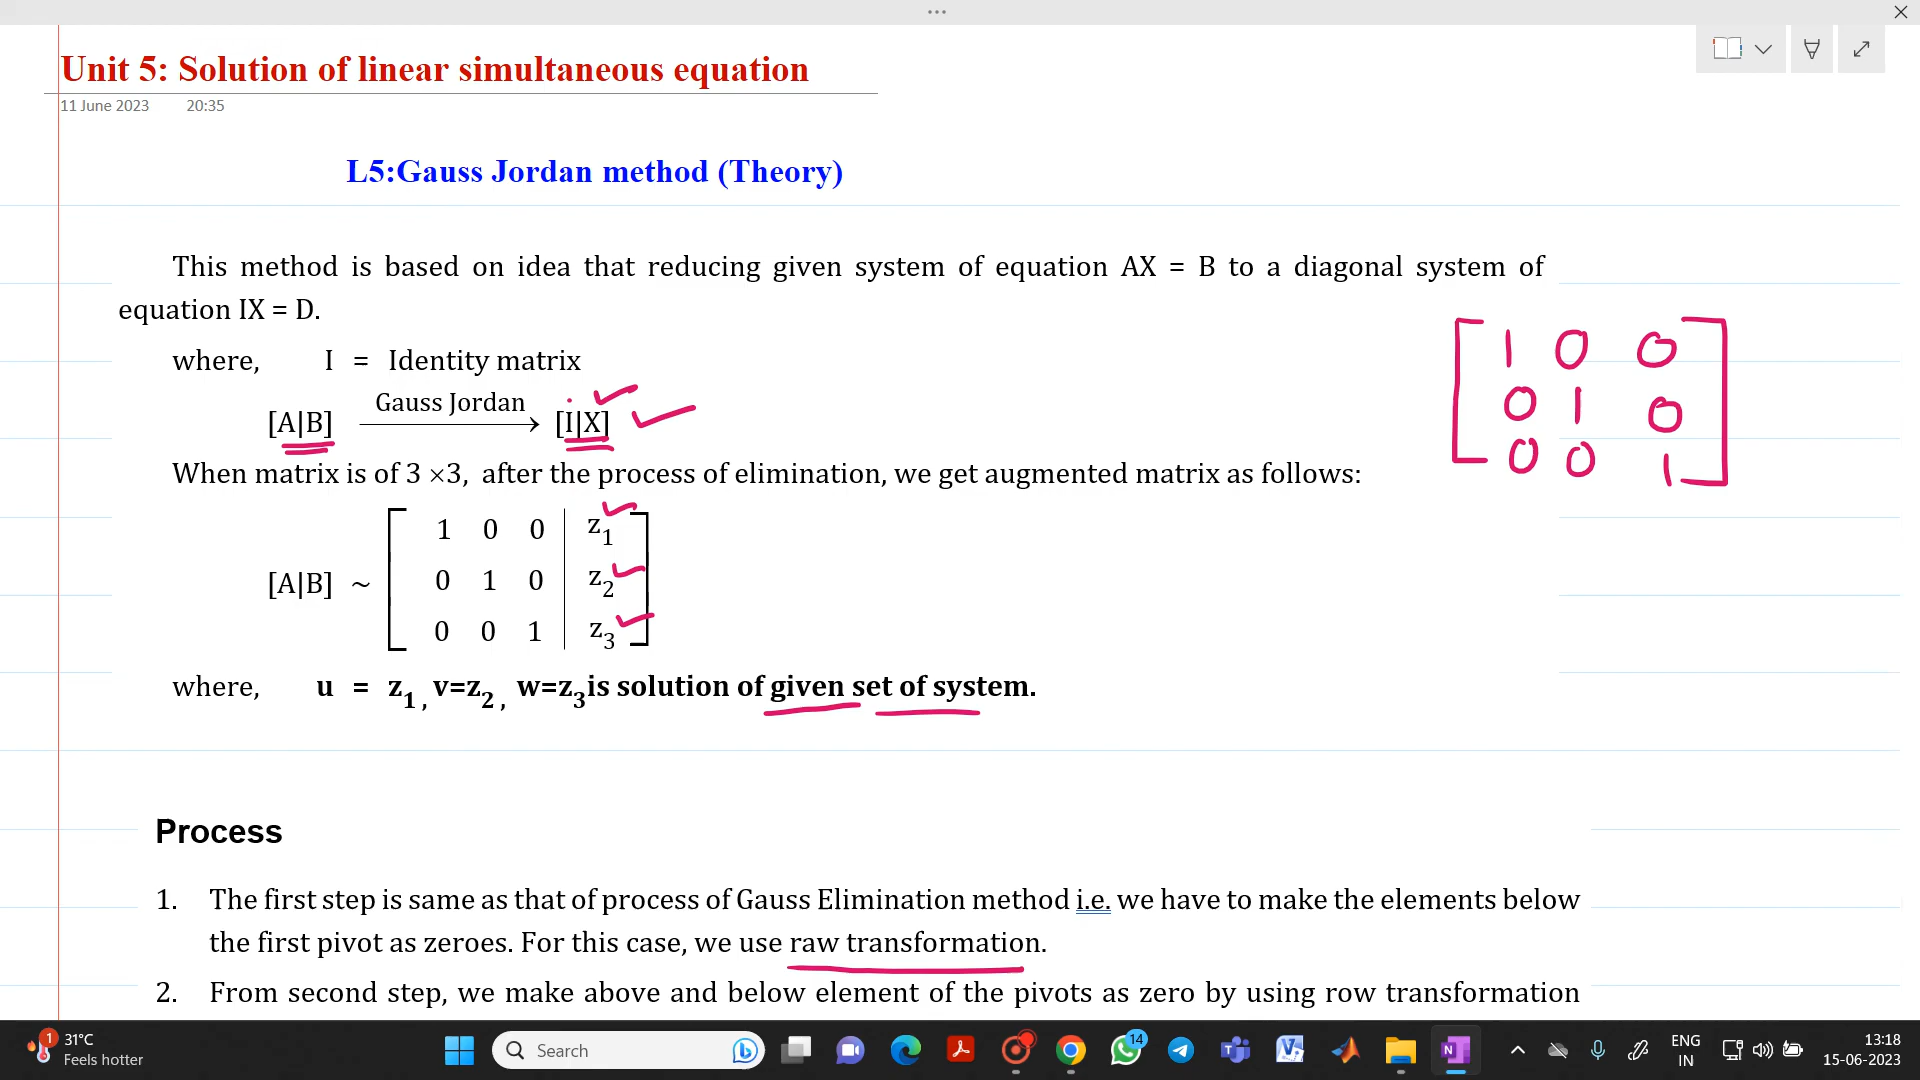 Unit 5: Solution of linear simultaneous equation
11 June 2023 20:35
L5:Gauss Jordan method (Theory)
This method is based on idea that reducing given system of equation AX = B to a diagonal system of
equation IX = D.
where, I = Identity matrix
[A|B] Gauss Jordan → [I|X]
1 0 0
0 1 0
0 0 1
When matrix is of 3 ×3, after the process of elimination, we get augmented matrix as follows:
1 0 0 | z1
[A|B] ~ 0 1 0 | z2
0 0 1 | z3
where, u = z1, v=z2, w=z3is solution of given set of system.
Process
1. The first step is same as that of process of Gauss Elimination method i.e. we have to make the elements below
the first pivot as zeroes. For this case, we use raw transformation.
2. From second step, we make above and below element of the pivots as zero by using row transformation
1
31°C
Feels hotter
Search
14
ENG
IN
13:18
15-06-2023